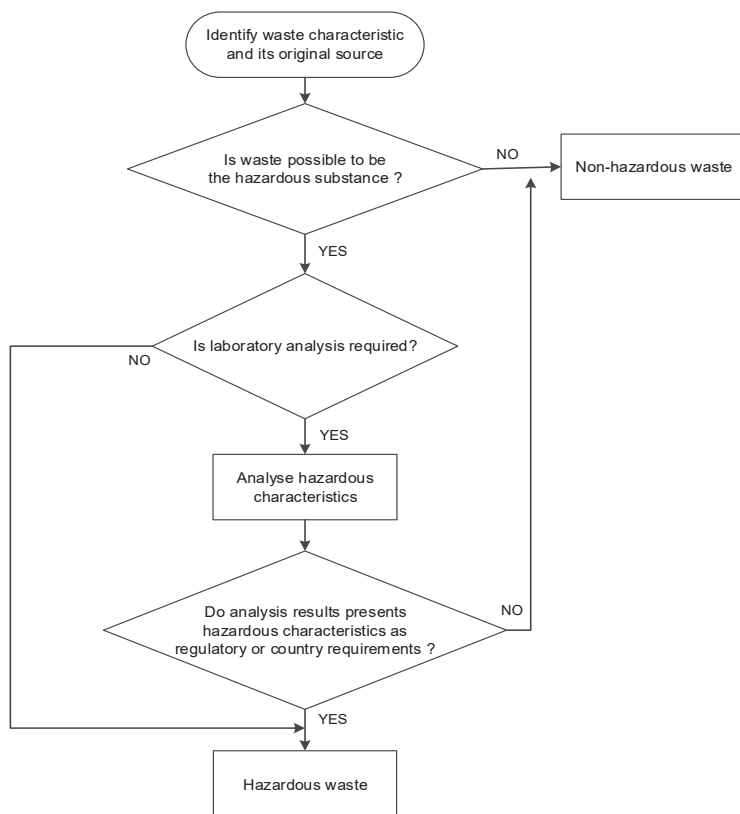 Identify waste characteristic
and its original source
Is waste possible to be
the hazardous substance ?
NO
Non-hazardous waste
YES
Is laboratory analysis required?
NO
YES
Analyse hazardous
characteristics
Do analysis results presents
hazardous characteristics as
regulatory or country requirements ?
NO
YES
Hazardous waste